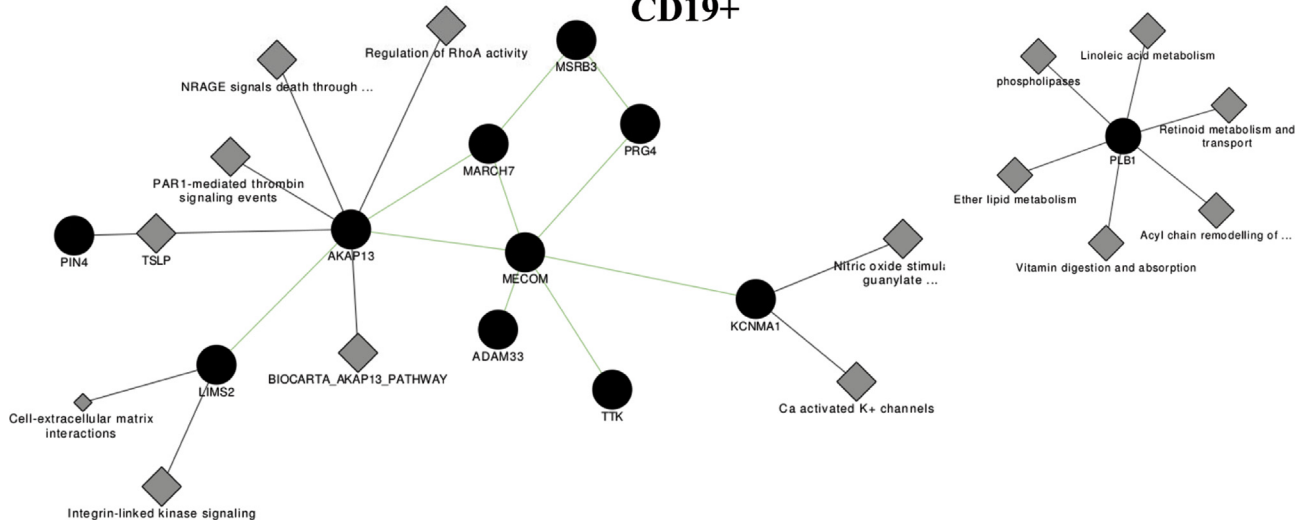 CD19+
Regulation of RhoA activity
NRAGE signals death through ...
MSRB3
PRG4
MARCH7
PAR1-mediated thrombin
signaling events
PIN4
TSLP
AKAP13
MECOM
ADAM33
TTK
KCNMA1
Nitric oxide stimula
guanylate ...
Ca activated K+ channels
LIMS2
BIOCARTA_AKAP13_PATHWAY
Cell-extracellular matrix
interactions
Integrin-linked kinase signaling
Linoleic acid metabolism
phospholipases
Retinoid metabolism and
transport
PLB1
Ether lipid metabolism
Acyl chain remodelling of ...
Vitamin digestion and absorption